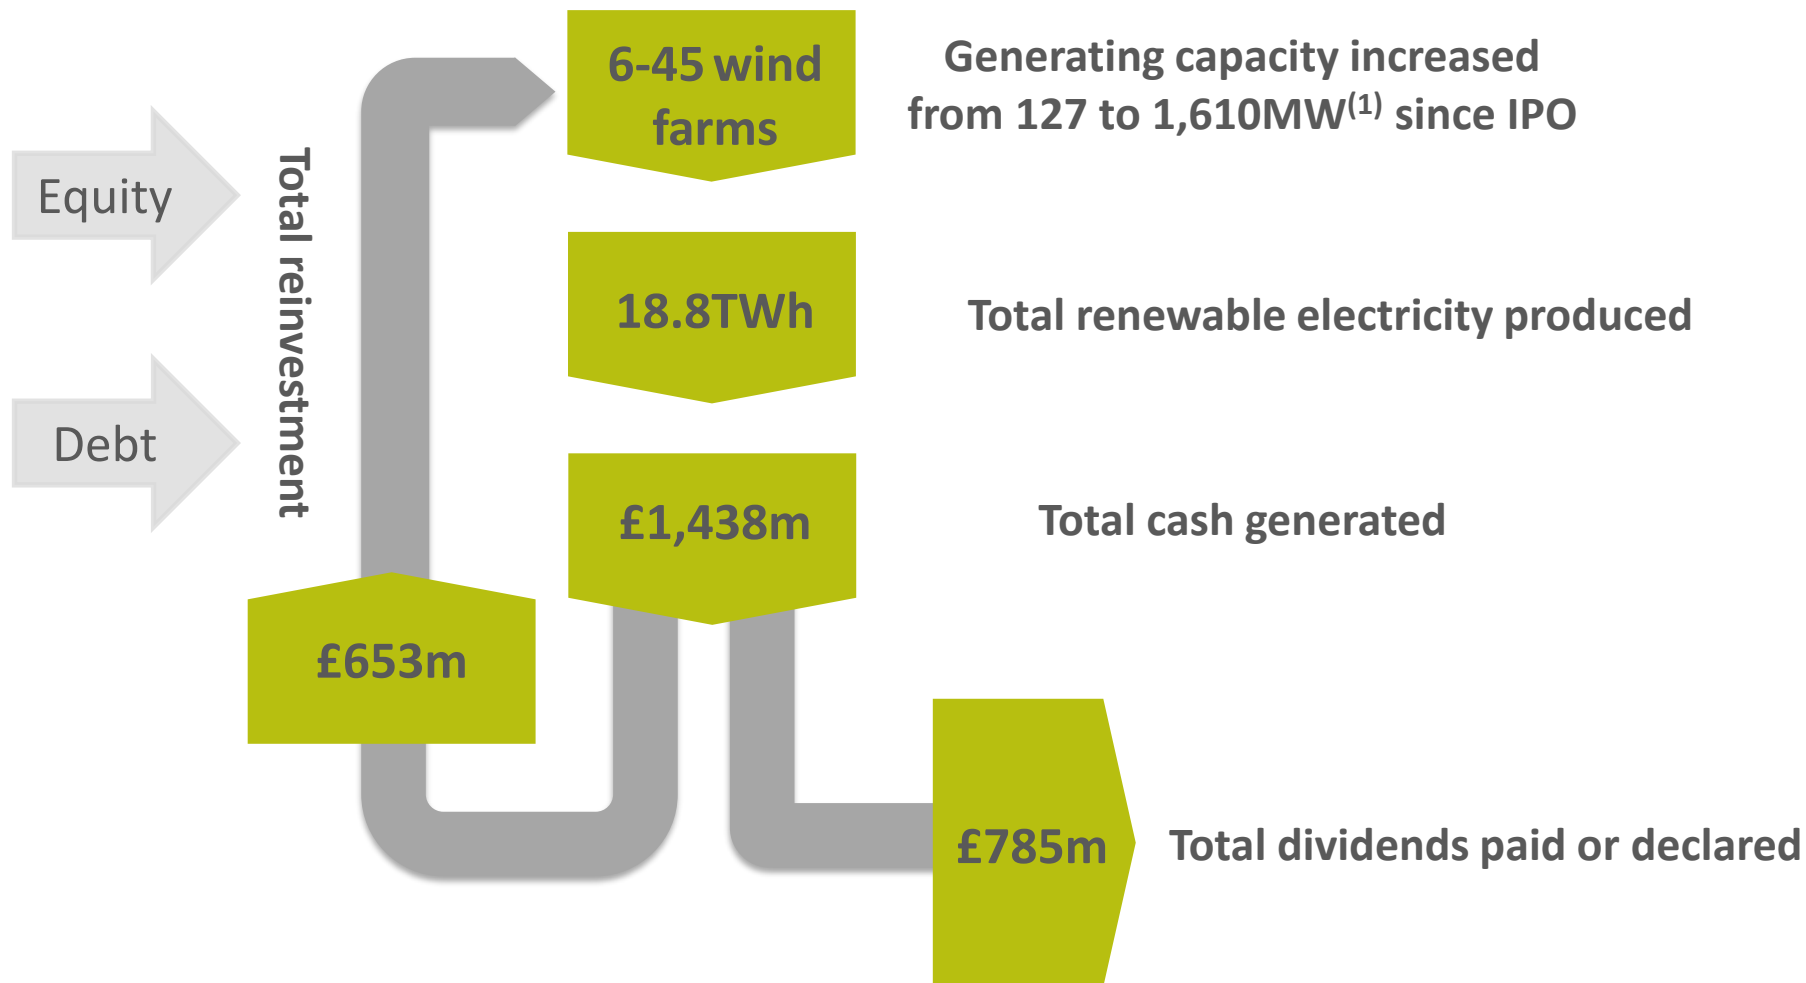 6-45 wind
farms
Generating capacity increased
from 127 to 1,610MW(1) since IPO
Equity
Total reinvestment
18.8TWh
Total renewable electricity produced
Debt
£1,438m
Total cash generated
£653m
£785m
Total dividends paid or declared